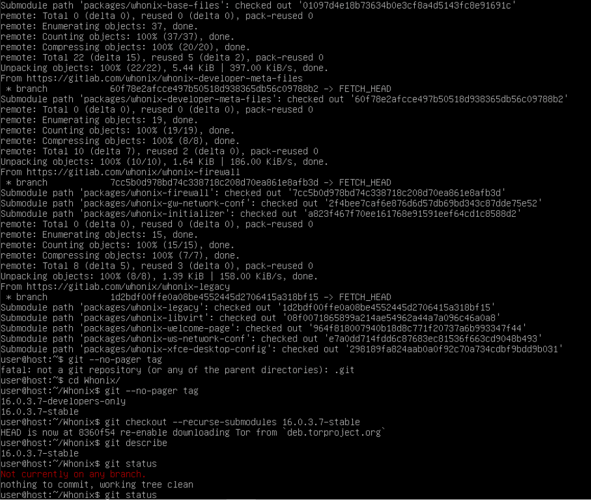 Submodule path 'packages/whonix-base-files': checked out '01097d4e18b73634b0e3cf8a4d5143fc8e91691c'
remote: Total 0 (delta 0), reused 0 (delta 0), pack-reused 0
remote: Enumerating objects: 37, done.
remote: Counting objects: 100% (37/37), done.
remote: Compressing objects: 100% (20/20), done.
remote: Total 22 (delta 15), reused 5 (delta 2), pack-reused 0
Unpacking objects: 100% (22/22), 5.44 KiB | 397.00 KiB/s, done.
From https://gitlab.com/whonix/whonix-developer-meta-files
 * branch            60f78e2afcce497b50518d938365db56c09788b2 -> FETCH_HEAD
Submodule path 'packages/whonix-developer-meta-files': checked out '60f78e2afcce497b50518d938365db56c09788b2'
remote: Total 0 (delta 0), reused 0 (delta 0), pack-reused 0
remote: Enumerating objects: 19, done.
remote: Counting objects: 100% (19/19), done.
remote: Compressing objects: 100% (8/8), done.
remote: Total 10 (delta 7), reused 2 (delta 0), pack-reused 0
Unpacking objects: 100% (10/10), 1.64 KiB | 186.00 KiB/s, done.
From https://gitlab.com/whonix/whonix-firewall
 * branch            7cc5b0d978bd74c338718c208d70ea861e8afb3d -> FETCH_HEAD
Submodule path 'packages/whonix-firewall': checked out '7cc5b0d978bd74c338718c208d70ea861e8afb3d'
Submodule path 'packages/whonix-gw-network-conf': checked out '2f4bee7caf6e876d6d57db69bd343c87dde75e52'
Submodule path 'packages/whonix-initializer': checked out 'a823f467f70ee161768e91591eef64cd1c8588d2'
remote: Total 0 (delta 0), reused 0 (delta 0), pack-reused 0
remote: Enumerating objects: 15, done.
remote: Counting objects: 100% (15/15), done.
remote: Compressing objects: 100% (7/7), done.
remote: Total 8 (delta 5), reused 3 (delta 0), pack-reused 0
Unpacking objects: 100% (8/8), 1.39 KiB | 158.00 KiB/s, done.
From https://gitlab.com/whonix/whonix-legacy
 * branch            1d2bdf00ffe0a08be4552445d2706415a318bf15 -> FETCH_HEAD
Submodule path 'packages/whonix-legacy': checked out '1d2bdf00ffe0a08be4552445d2706415a318bf15'
Submodule path 'packages/whonix-libvirt': checked out '08f0071865899a214ae54962a44a7a096c46a0a8'
Submodule path 'packages/whonix-welcome-page': checked out '964f818007940b18d8c771f20737a6b993347f44'
Submodule path 'packages/whonix-ws-network-conf': checked out 'e7a0dd714fdd6c87683ec81536f663cd9048b493'
Submodule path 'packages/whonix-xfce-desktop-config': checked out '298189fa824aab0a0f92c70a734cdbf9bdd9b031'
user@host:~$ git  --no-pager tag
fatal: not a git repository (or any of the parent directories): .git
user@host:~$ cd Whonix/
user@host:~/Whonix$ git --no-pager tag
16.0.3.7-developers-only
16.0.3.7-stable
user@host:~/Whonix$ git checkout --recurse-submodules 16.0.3.7-stable
HEAD is now at 8360f54 re-enable downloading Tor from `deb.torproject.org`
user@host:~/Whonix$ git describe
16.0.3.7-stable
user@host:~/Whonix$ git status
Not currently on any branch.
nothing to commit, working tree clean
user@host:~/Whonix$ git status